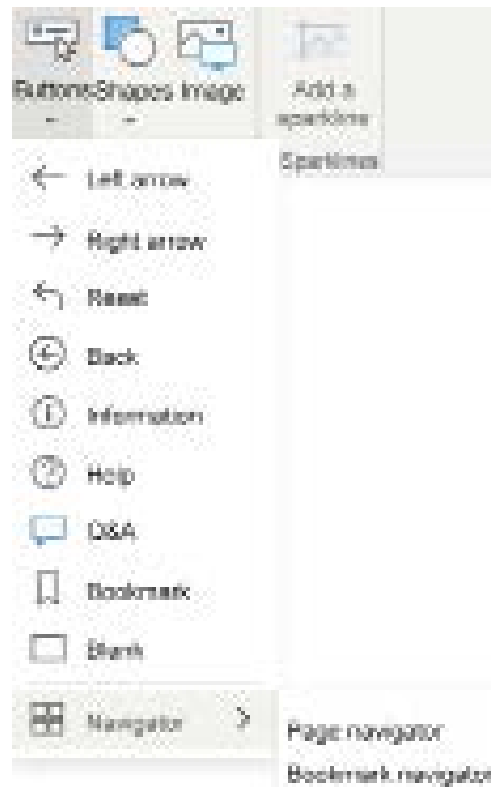 Buttons Shapes Image
Add a
sparkline
Sparklines
Left arrow
Right arrow
Reset
Back
Information
Help
Q&A
Bookmark
Blank
Navigator
Page navigator
Bookmark navigator